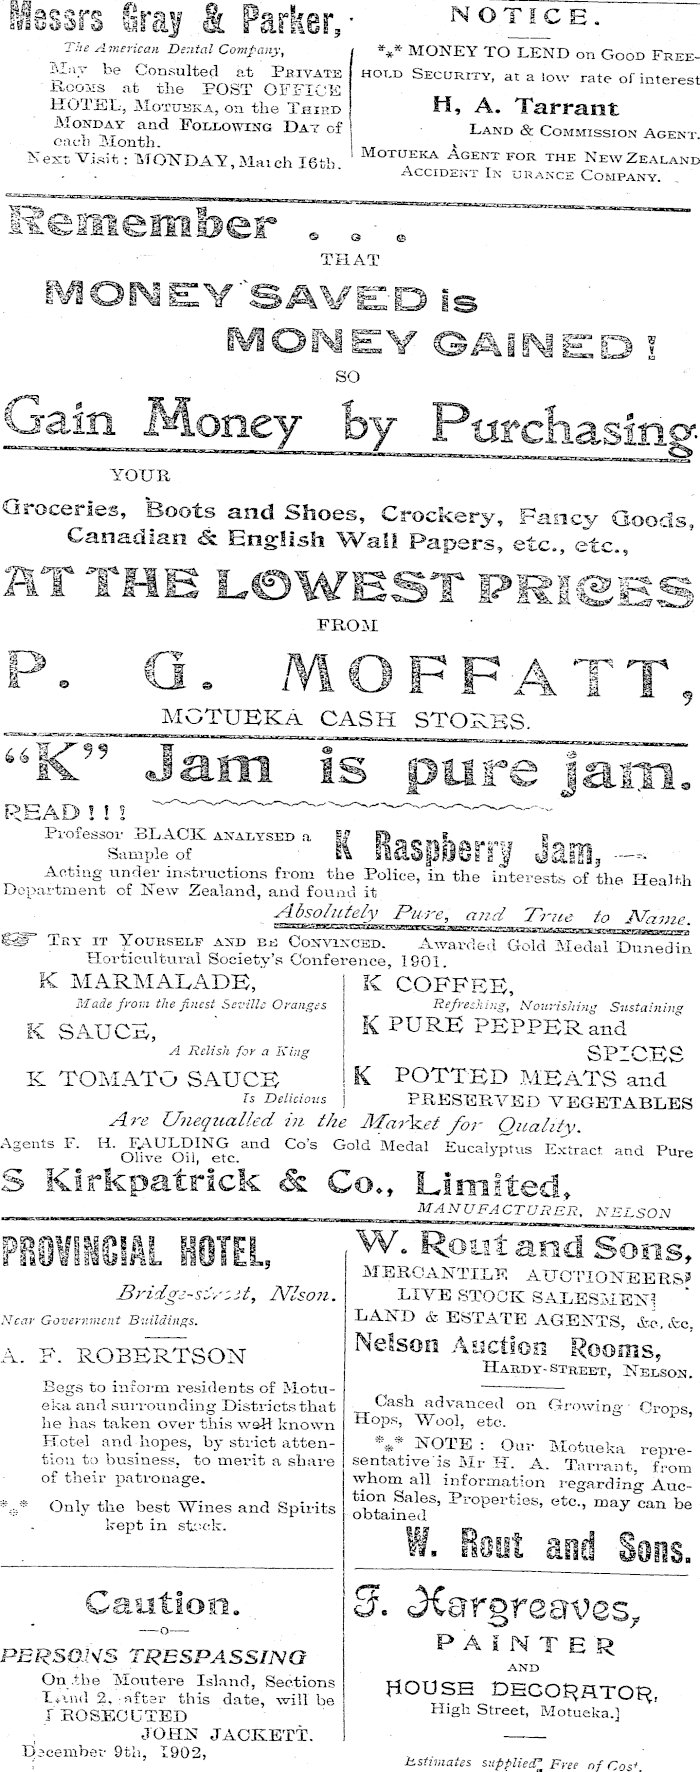 Messrs Gray & Parker,
The American Dental Company,
May be Consulted at PRIVATE
ROOMS at the POST OFFICE
HOTEL, MOTUEKA, on the THIRD
MONDAY and FOLLOWING DAY of
each Month.
Next Visit: MONDAY, March 16th.
NOTICE.
*** MONEY TO LEND on GOOD FREE-
HOLD SECURITY, at a low rate of interest
H, A. Tarrant
LAND & COMMISSION AGENT.
MOTUEKA AGENT FOR THE NEW ZEALAND
ACCIDENT IN URANCE COMPANY.
Remember . . .
THAT
MONEY SAVED is
MONEY GAINED!
SO
Gain Money by Purchasing
YOUR
Groceries, Boots and Shoes, Crockery, Fancy Goods,
Canadian & English Wall Papers, etc., etc.,
AT THE LOWEST PRICES
FROM
P. G. MOFFATT,
MOTUEKA CASH STORES.
"K" Jam is pure jam.
READ!!!
Professor BLACK ANALYSED a
Sample of
K Raspberry Jam,
Acting under instructions from the Police, in the interests of the Health
Department of New Zealand, and found it
Absolutely Pure, and True to Name.
☞ TRY IT YOURSELF AND BE CONVINCED. Awarded Gold Medal Dunedin
Horticultural Society's Conference, 1901.
K MARMALADE,
Made from the finest Seville Oranges
K SAUCE,
A Relish for a King
K TOMATO SAUCE
Is Delicious
K COFFEE,
Refreshing, Nourishing Sustaining
K PURE PEPPER and
SPICES
K POTTED MEATS and
PRESERVED VEGETABLES
Are Unequalled in the Market for Quality.
Agents F. H. FAULDING and Co's Gold Medal Eucalyptus Extract and Pure
Olive Oil, etc.
S Kirkpatrick & Co., Limited,
MANUFACTURER, NELSON
PROVINCIAL HOTEL,
Bridge-street, Nlson.
Near Government Buildings.
A. F. ROBERTSON
Begs to inform residents of Motu-
eka and surrounding Districts that
he has taken over this well known
Hotel and hopes, by strict atten-
tion to business, to merit a share
of their patronage.
*** Only the best Wines and Spirits
kept in stock.
W. Rout and Sons,
MERCANTILE AUCTIONEERS!
LIVE STOCK SALESMEN!
LAND & ESTATE AGENTS, &c, &c,
Nelson Auction Rooms,
HARDY-STREET, NELSON.
Cash advanced on Growing Crops,
Hops, Wool, etc.
*** NOTE: Our Motueka repre-
sentative is Mr H. A. Tarrant, from
whom all information regarding Auc-
tion Sales, Properties, etc., may can be
obtained
W. Rout and Sons.
Caution.
—o—
PERSONS TRESPASSING
On the Moutere Island, Sections
1 and 2, after this date, will be
PROSECUTED
JOHN JACKETT.
December 9th, 1902,
F. Hargreaves,
PAINTER
AND
HOUSE DECORATOR,
High Street, Motueka.]
Estimates supplied Free of Cost.